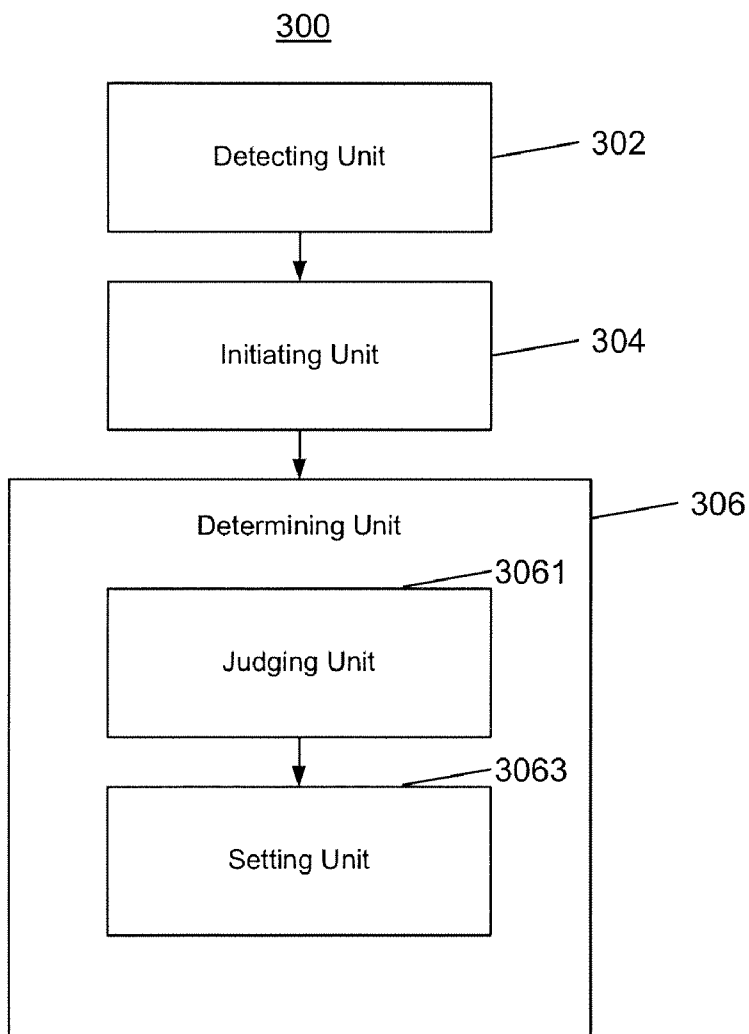 300
Detecting Unit
302
Initiating Unit
304
Determining Unit
306
3061
Judging Unit
3063
Setting Unit